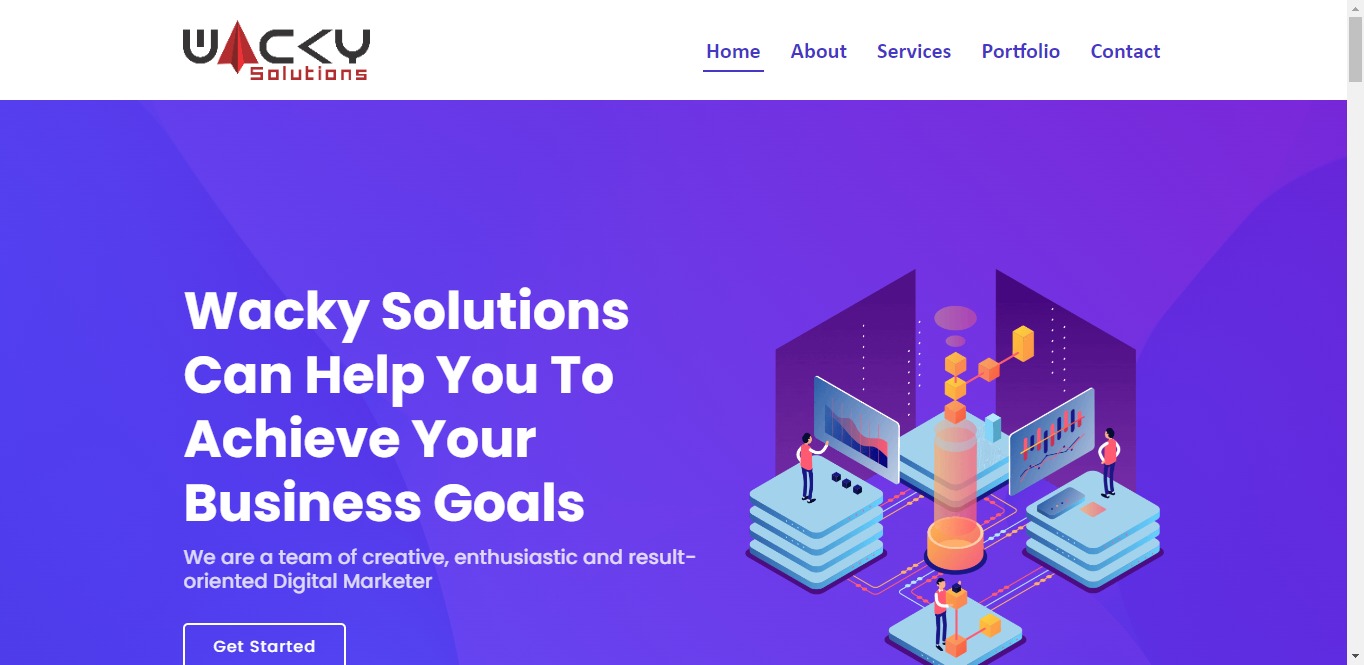 WACKY
Solutions
Home
About
Services
Portfolio
Contact
Wacky Solutions
Can Help You To
Achieve Your
Business Goals
We are a team of creative, enthusiastic and result-
oriented Digital Marketer
Get Started